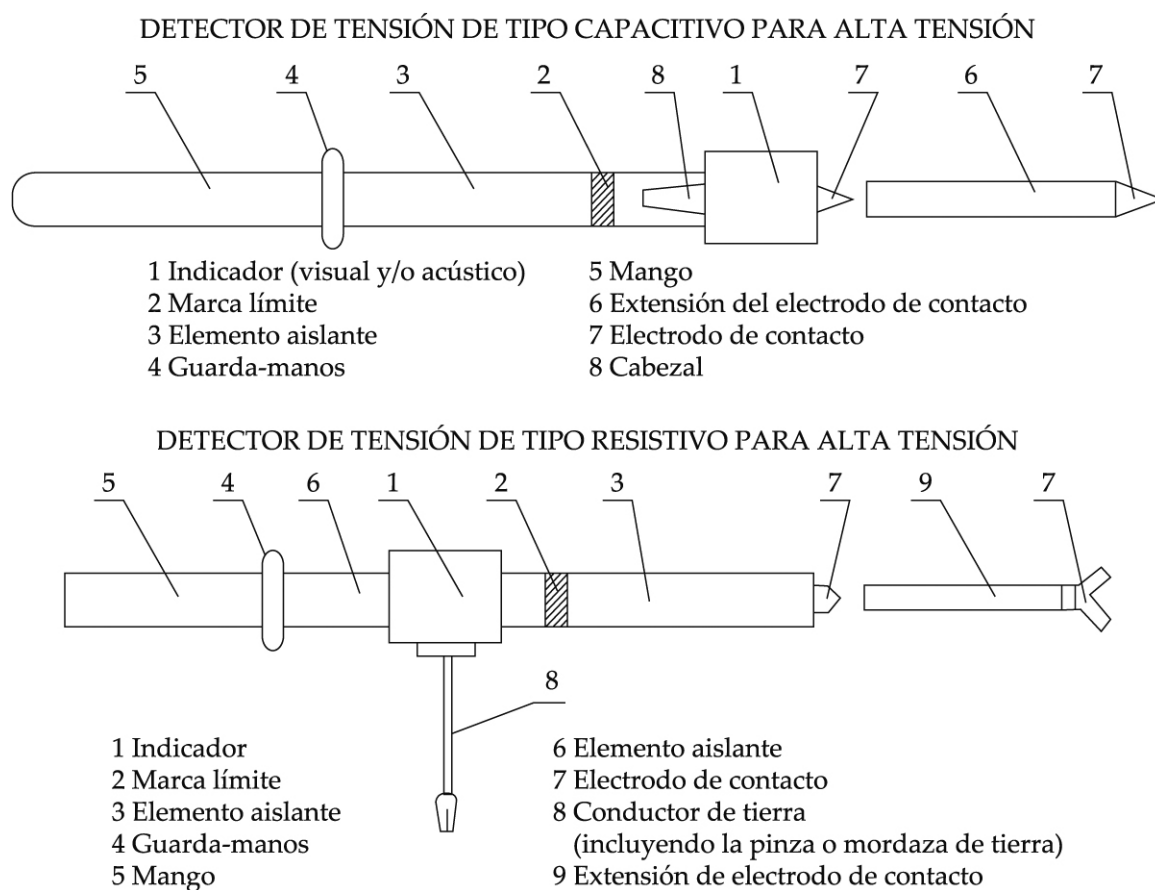 DETECTOR DE TENSIÓN DE TIPO CAPACITIVO PARA ALTA TENSIÓN
5 4 3 2 8 1 7 6 7
1 Indicador (visual y/o acústico)
2 Marca límite
3 Elemento aislante
4 Guarda-manos
5 Mango
6 Extensión del electrodo de contacto
7 Electrodo de contacto
8 Cabezal
DETECTOR DE TENSIÓN DE TIPO RESISTIVO PARA ALTA TENSIÓN
5 4 6 1 2 3 7 9 7
8
1 Indicador
2 Marca límite
3 Elemento aislante
4 Guarda-manos
5 Mango
6 Elemento aislante
7 Electrodo de contacto
8 Conductor de tierra
(incluyendo la pinza o mordaza de tierra)
9 Extensión de electrodo de contacto